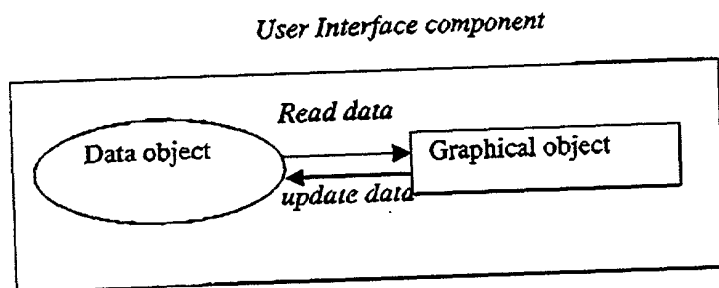 User Interface component
Read data
Data object
Graphical object
update data